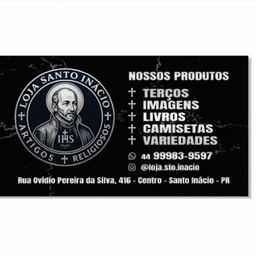 LOJA SANTO INÁCIO
IHS
ARTIGOS † RELIGIOSOS
NOSSOS PRODUTOS
† TERÇOS
† IMAGENS
† LIVROS
† CAMISETAS
† VARIEDADES
44 99983-9597
@loja.sto.inacio
Rua Ovídio Pereira da Silva, 416 - Centro - Santo Inácio - PR